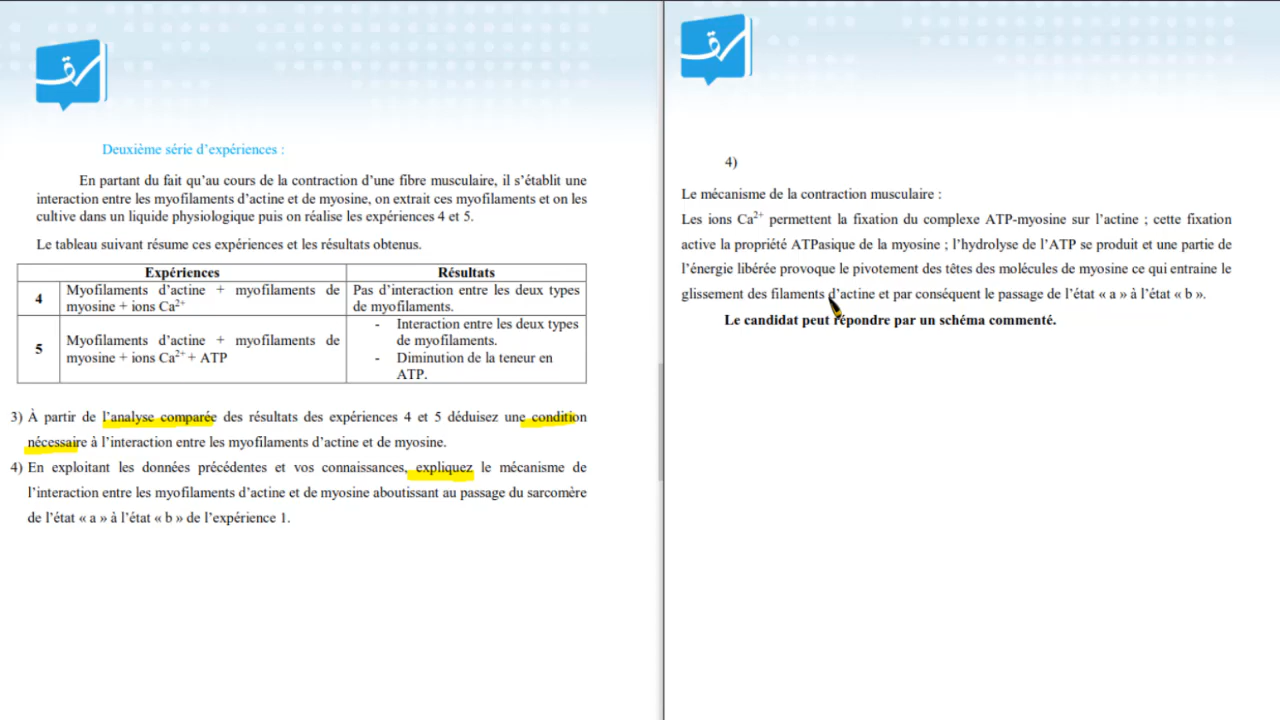 Deuxième série d’expériences :
En partant du fait qu’au cours de la contraction d’une fibre musculaire, il s’établit une
interaction entre les myofilaments d’actine et de myosine, on extrait ces myofilaments et on les
cultive dans un liquide physiologique puis on réalise les expériences 4 et 5.
Le tableau suivant résume ces expériences et les résultats obtenus.
Expériences Résultats
4 Myofilaments d’actine + myofilaments de Pas d’interaction entre les deux types
myosine + ions Ca²⁺ de myofilaments.
5 Myofilaments d’actine + myofilaments de
myosine + ions Ca²⁺ + ATP
- Interaction entre les deux types
de myofilaments.
- Diminution de la teneur en
ATP.
3) À partir de l’analyse comparée des résultats des expériences 4 et 5 déduisez une condition
nécessaire à l’interaction entre les myofilaments d’actine et de myosine.
4) En exploitant les données précédentes et vos connaissances, expliquez le mécanisme de
l’interaction entre les myofilaments d’actine et de myosine aboutissant au passage du sarcomère
de l’état « a » à l’état « b » de l’expérience 1.
4)
Le mécanisme de la contraction musculaire :
Les ions Ca²⁺ permettent la fixation du complexe ATP-myosine sur l’actine ; cette fixation
active la propriété ATPasique de la myosine ; l’hydrolyse de l’ATP se produit et une partie de
l’énergie libérée provoque le pivotement des têtes des molécules de myosine ce qui entraine le
glissement des filaments d’actine et par conséquent le passage de l’état « a » à l’état « b ».
Le candidat peut répondre par un schéma commenté.